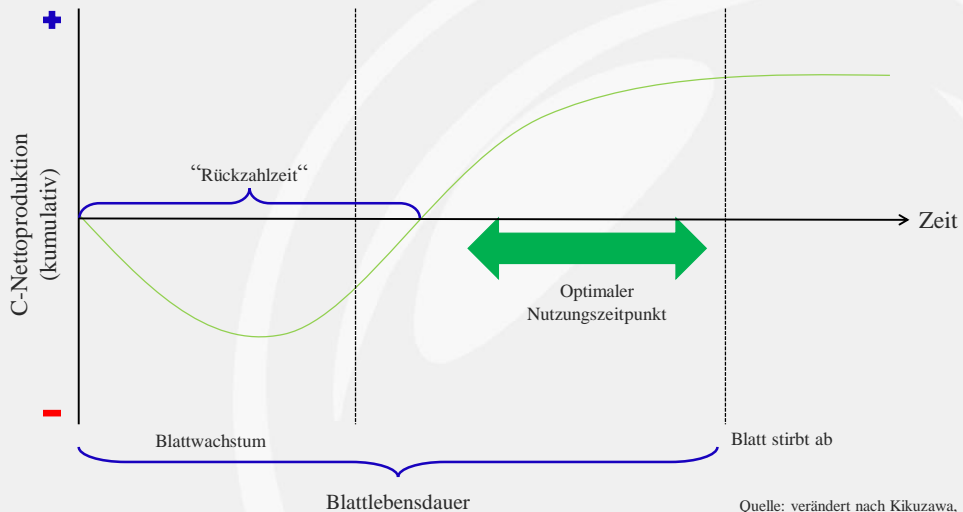 +
C-Nettoproduktion
(kumulativ)
“Rückzahlzeit“
Zeit
Optimaler
Nutzungszeitpunkt
−
Blattwachstum
Blatt stirbt ab
Blattlebensdauer
Quelle: verändert nach Kikuzawa,